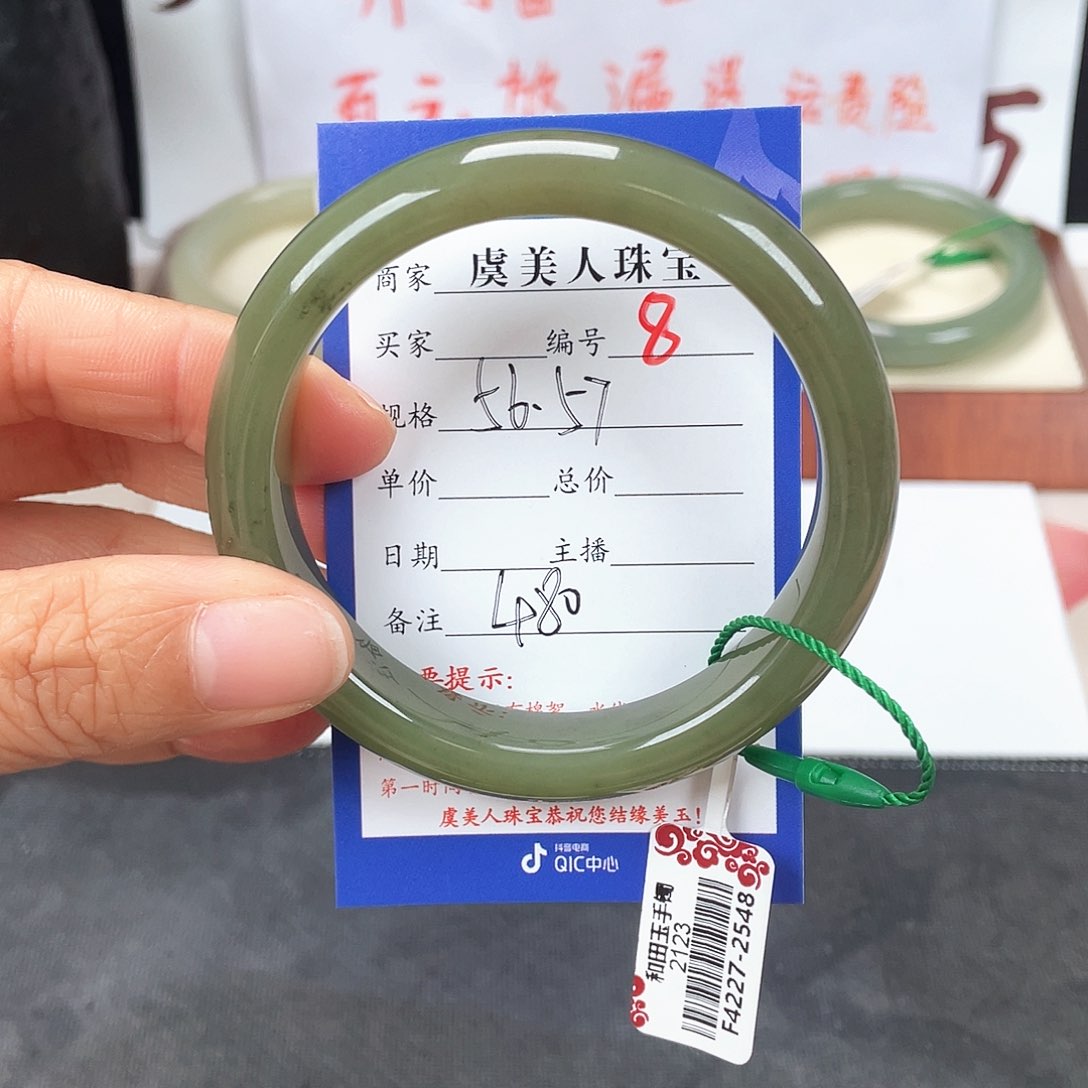 百元
运费险
5
商家 虞美人珠宝
买家 编号 8
规格 56.57
单价 总价
日期 主播
备注 480
提示:
第一时间
虞美人珠宝恭祝您结缘美玉!
抖音电商
QIC中心
和田玉手镯
2123
F4227-2548